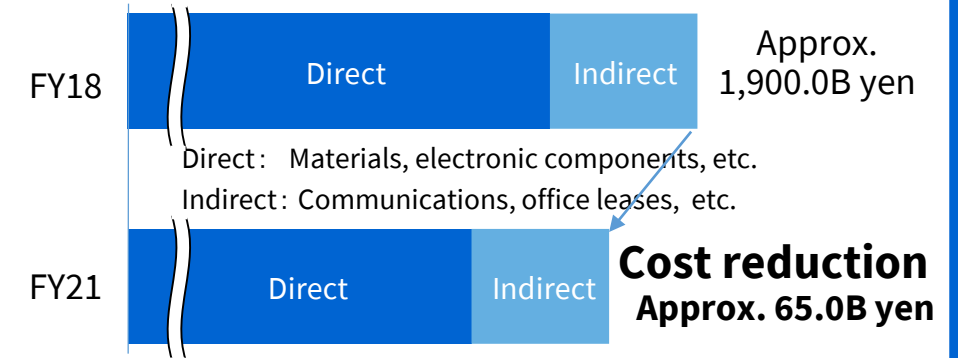 FY18
Direct
Indirect
Approx.
1,900.0B yen
Direct: Materials, electronic components, etc.
Indirect: Communications, office leases, etc.
FY21
Direct
Indirect
Cost reduction
Approx. 65.0B yen